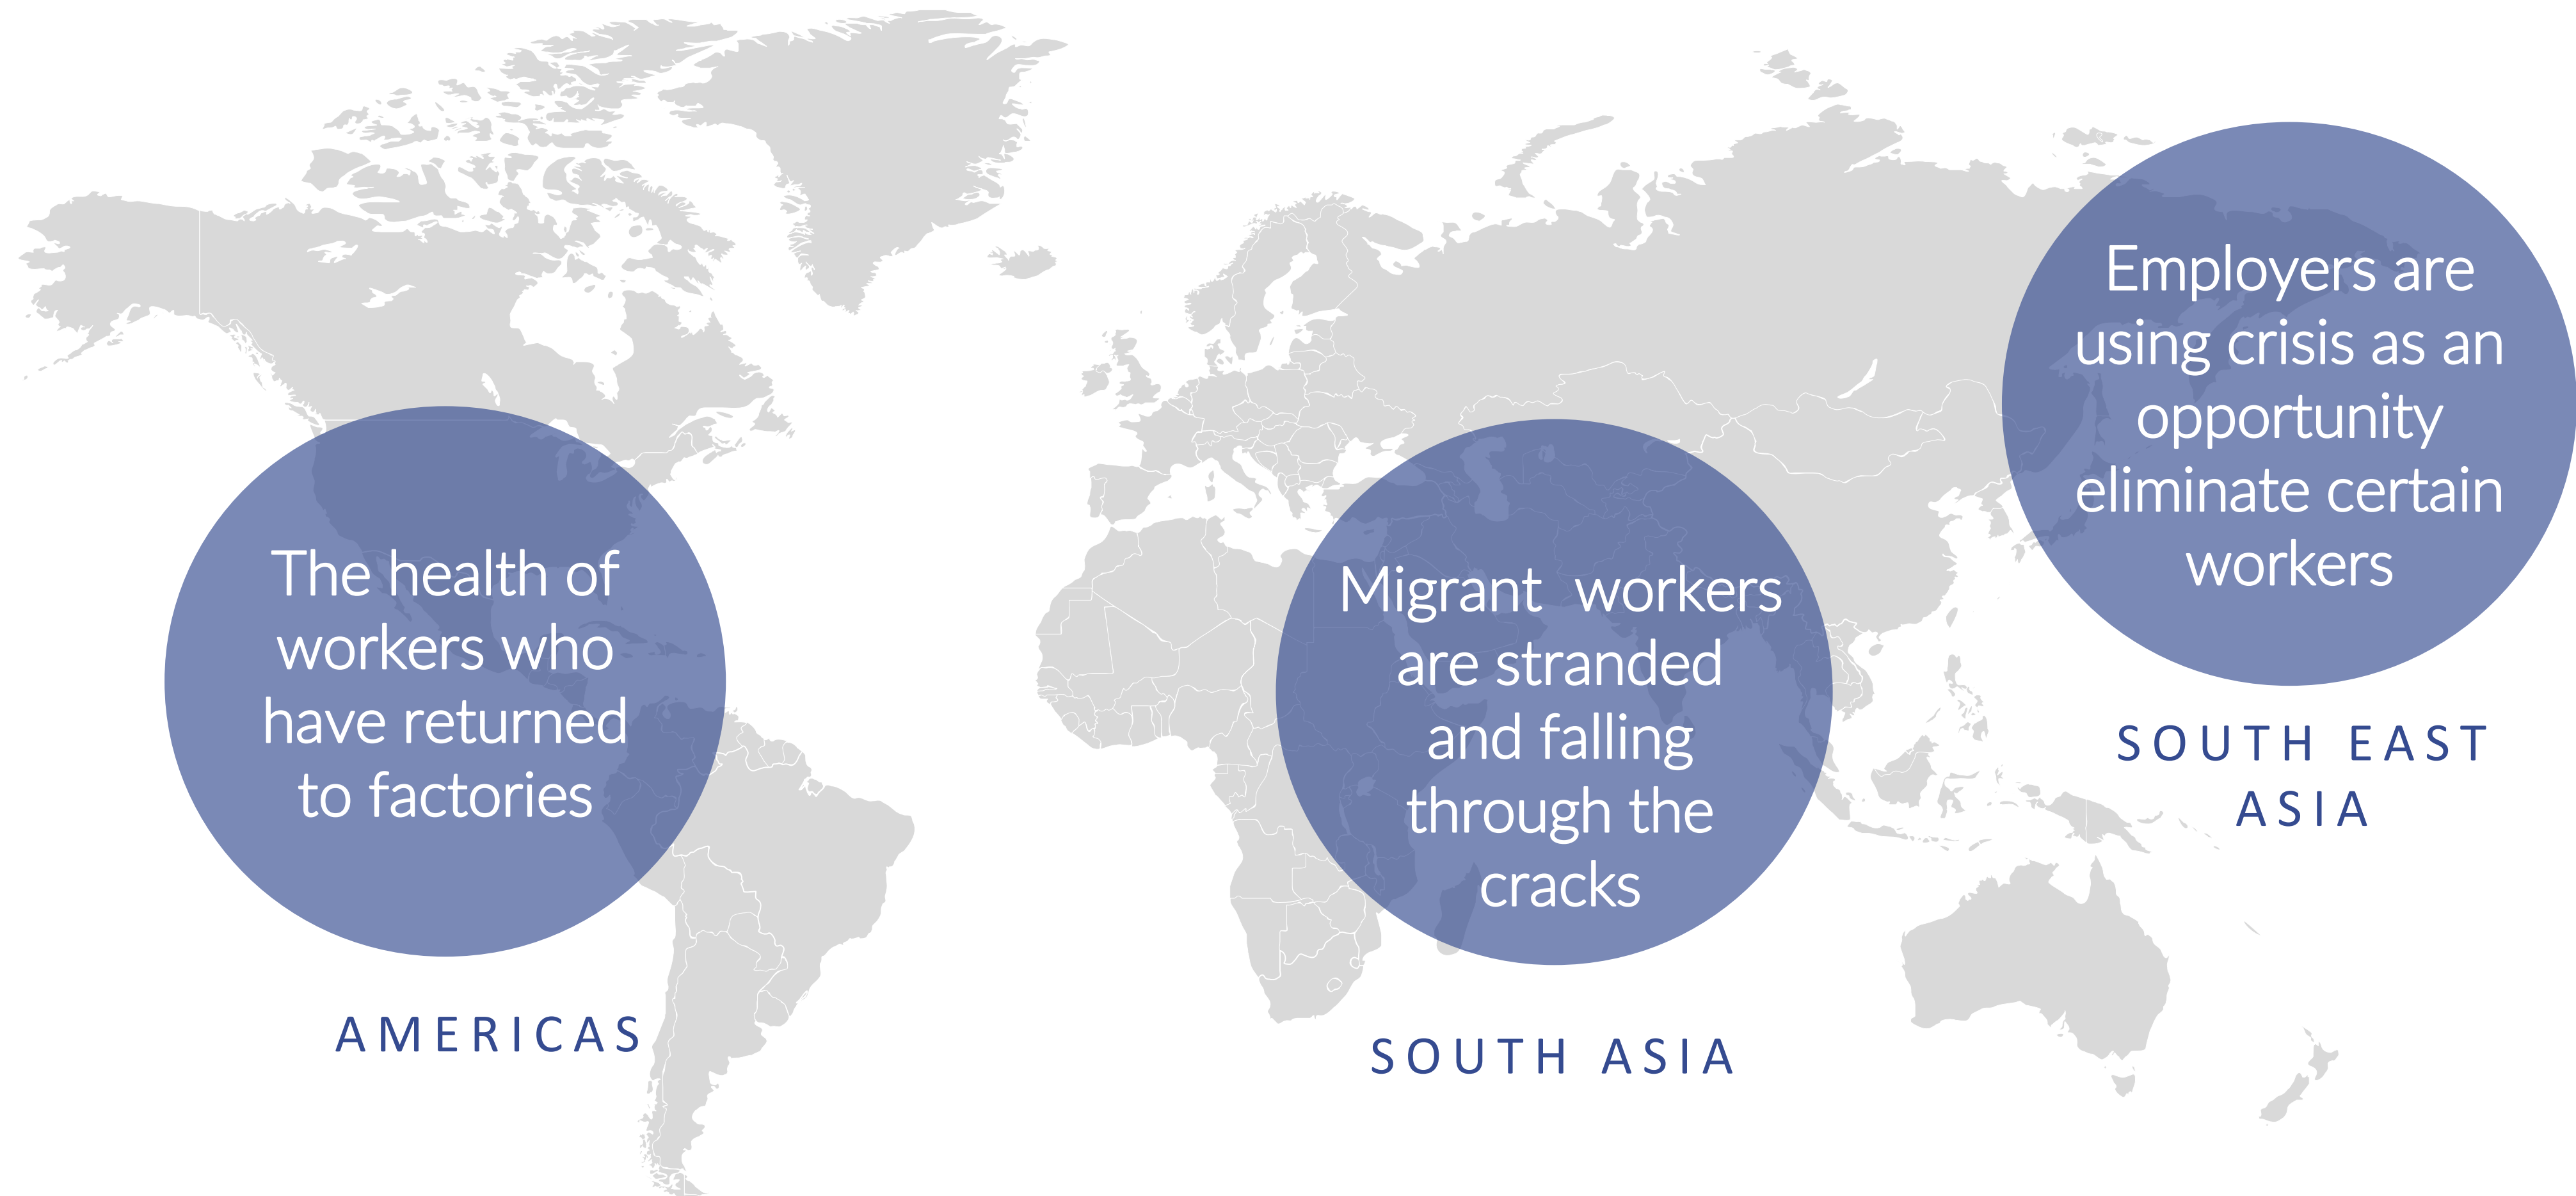 The health of
workers who
have returned
to factories
AMERICAS
Migrant  workers
are stranded
and falling
through the
cracks
SOUTH ASIA
Employers are
using crisis as an
opportunity
eliminate certain
workers
SOUTH EAST
ASIA